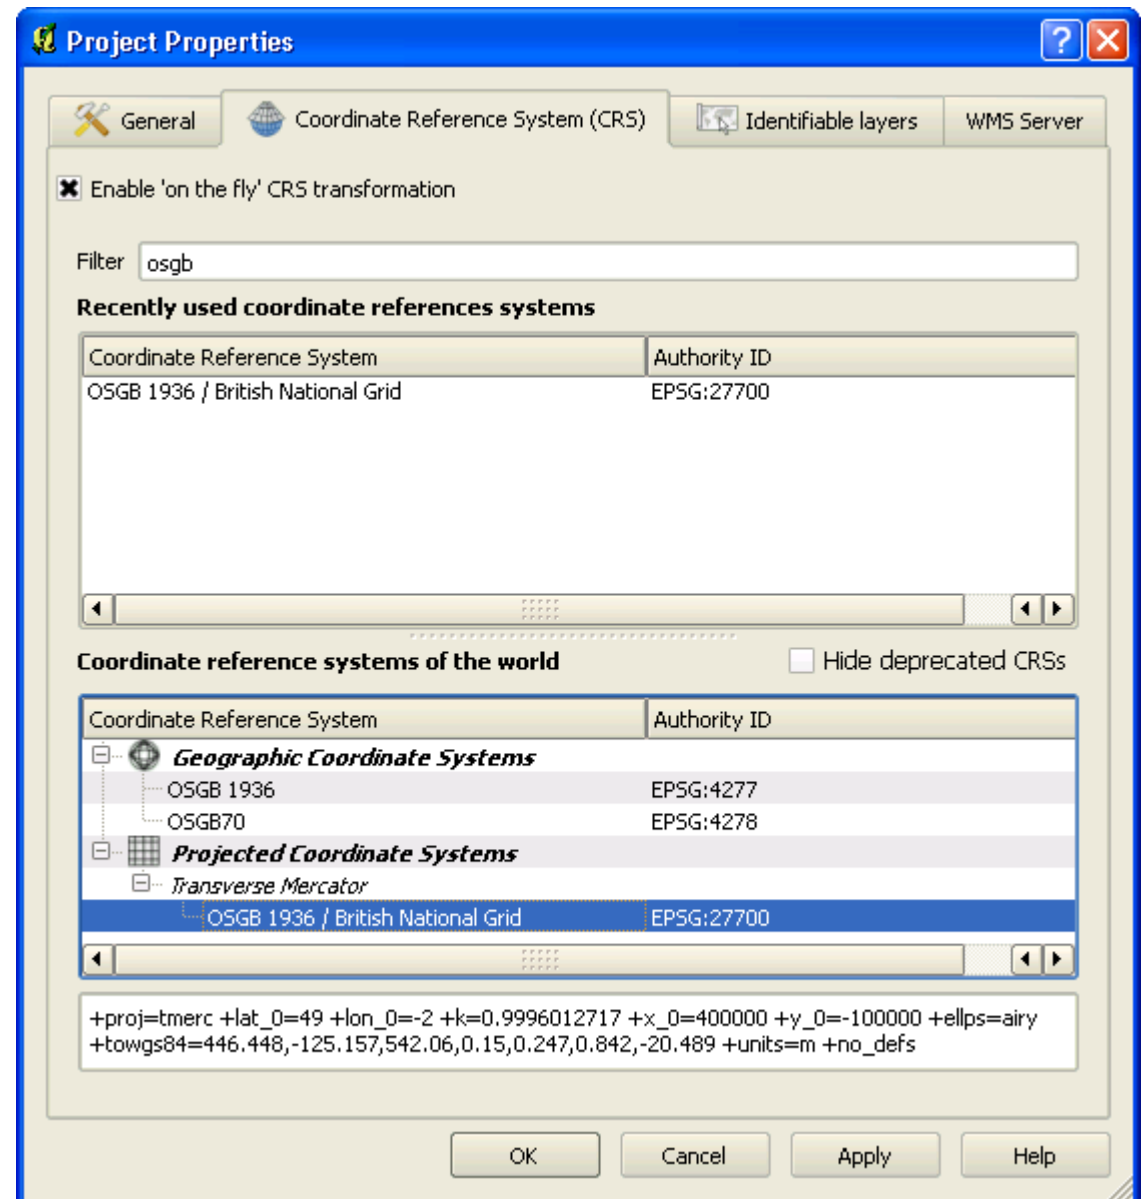 Project Properties
General
Coordinate Reference System (CRS)
Identifiable layers
WMS Server
Enable 'on the fly' CRS transformation
Filter osgb
Recently used coordinate references systems
Coordinate Reference System Authority ID
OSGB 1936 / British National Grid EPSG:27700
Coordinate reference systems of the world Hide deprecated CRSs
Coordinate Reference System Authority ID
Geographic Coordinate Systems
OSGB 1936 EPSG:4277
OSGB70 EPSG:4278
Projected Coordinate Systems
Transverse Mercator
OSGB 1936 / British National Grid EPSG:27700
+proj=tmerc +lat_0=49 +lon_0=-2 +k=0.9996012717 +x_0=400000 +y_0=-100000 +ellps=airy
+towgs84=446.448,-125.157,542.06,0.15,0.247,0.842,-20.489 +units=m +no_defs
OK Cancel Apply Help